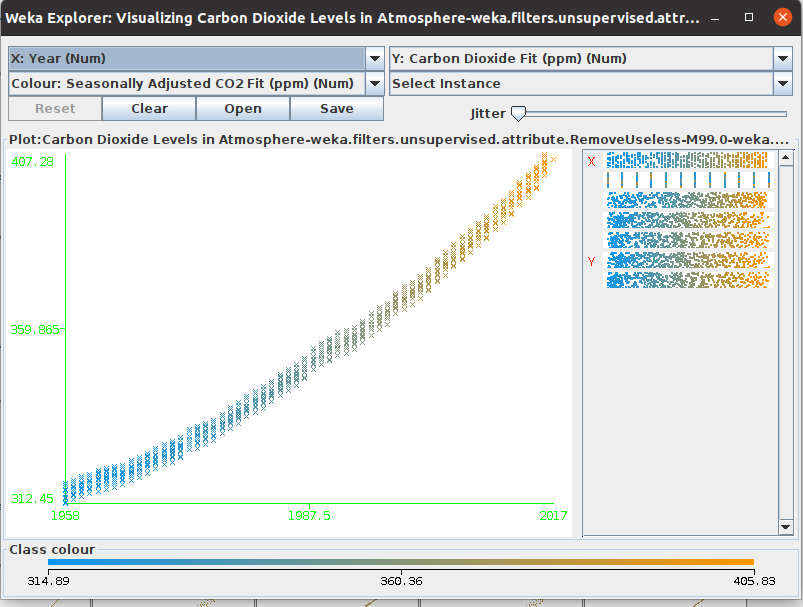 Weka Explorer: Visualizing Carbon Dioxide Levels in Atmosphere-weka.filters.unsupervised.attr...
X: Year (Num)
Y: Carbon Dioxide Fit (ppm) (Num)
Colour: Seasonally Adjusted CO2 Fit (ppm) (Num)
Select Instance
Reset
Clear
Open
Save
Jitter
Plot:Carbon Dioxide Levels in Atmosphere-weka.filters.unsupervised.attribute.RemoveUseless-M99.0-weka....
407.28
359.865
312.45
1958
1987.5
2017
X
Y
Class colour
314.89
360.36
405.83